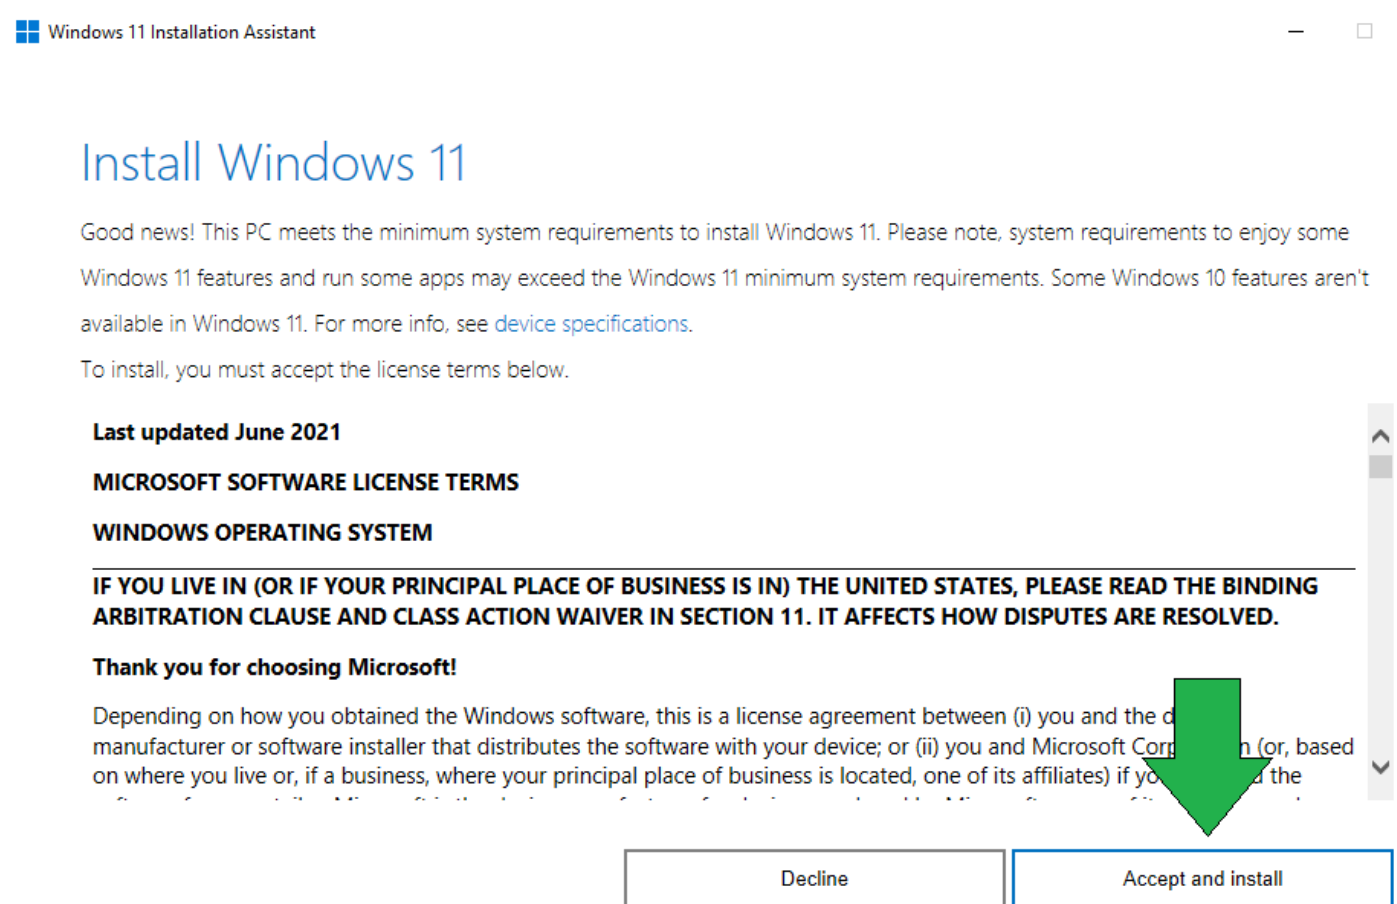 Windows 11 Installation Assistant
Install Windows 11
Good news! This PC meets the minimum system requirements to install Windows 11. Please note, system requirements to enjoy some
Windows 11 features and run some apps may exceed the Windows 11 minimum system requirements. Some Windows 10 features aren't
available in Windows 11. For more info, see device specifications.
To install, you must accept the license terms below.
Last updated June 2021
MICROSOFT SOFTWARE LICENSE TERMS
WINDOWS OPERATING SYSTEM
IF YOU LIVE IN (OR IF YOUR PRINCIPAL PLACE OF BUSINESS IS IN) THE UNITED STATES, PLEASE READ THE BINDING
ARBITRATION CLAUSE AND CLASS ACTION WAIVER IN SECTION 11. IT AFFECTS HOW DISPUTES ARE RESOLVED.
Thank you for choosing Microsoft!
Depending on how you obtained the Windows software, this is a license agreement between (i) you and the
manufacturer or software installer that distributes the software with your device; or (ii) you and Microsoft (or, based
on where you live or, if a business, where your principal place of business is located, one of its affiliates) if the
Decline
Accept and install